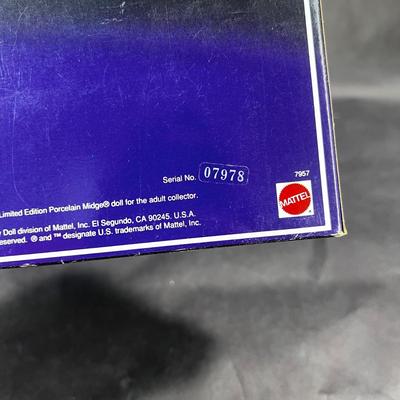 Serial No. 07978
7957
MATTEL
Limited Edition Porcelain Midge® doll for the adult collector.
Doll division of Mattel, Inc. El Segundo, CA 90245. U.S.A.
eserved. ® and ™ designate U.S. trademarks of Mattel, Inc.